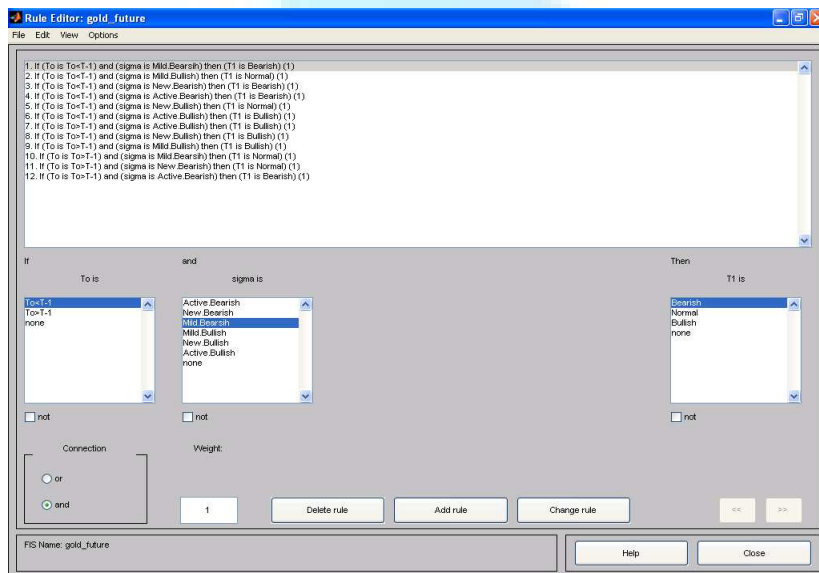 Rule Editor: gold_future
File Edit View Options
1. If (To is To<T-1) and (sigma is Mild.Bearsih) then (T1 is Bearish) (1)
2. If (To is To<T-1) and (sigma is Milld.Bullish) then (T1 is Normal) (1)
3. If (To is To<T-1) and (sigma is New.Bearish) then (T1 is Bearish) (1)
4. If (To is To<T-1) and (sigma is Active.Bearish) then (T1 is Bearish) (1)
5. If (To is To<T-1) and (sigma is New.Bullish) then (T1 is Normal) (1)
6. If (To is To<T-1) and (sigma is Active.Bullish) then (T1 is Bullish) (1)
7. If (To is To>T-1) and (sigma is Active.Bullish) then (T1 is Bullish) (1)
8. If (To is To>T-1) and (sigma is New.Bullish) then (T1 is Bullish) (1)
9. If (To is To>T-1) and (sigma is Milld.Bullish) then (T1 is Bullish) (1)
10. If (To is To>T-1) and (sigma is Mild.Bearsih) then (T1 is Normal) (1)
11. If (To is To>T-1) and (sigma is New.Bearish) then (T1 is Normal) (1)
12. If (To is To>T-1) and (sigma is Active.Bearish) then (T1 is Bearish) (1)
If and Then
To is sigma is T1 is
To<T-1
To>T-1
none
Active.Bearish
New.Bearish
Mild.Bearsih
Milld.Bullish
New.Bullish
Active.Bullish
none
Bearish
Normal
Bullish
none
not not not
Connection Weight:
or
and 1 Delete rule Add rule Change rule << >>
FIS Name: gold_future Help Close